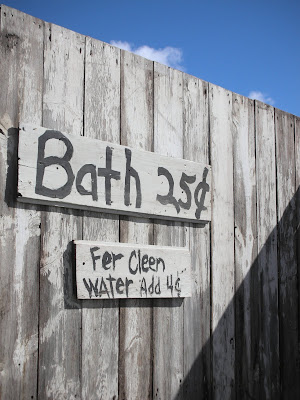 Bath 25¢
Fer Cleen
WATer Add 4¢